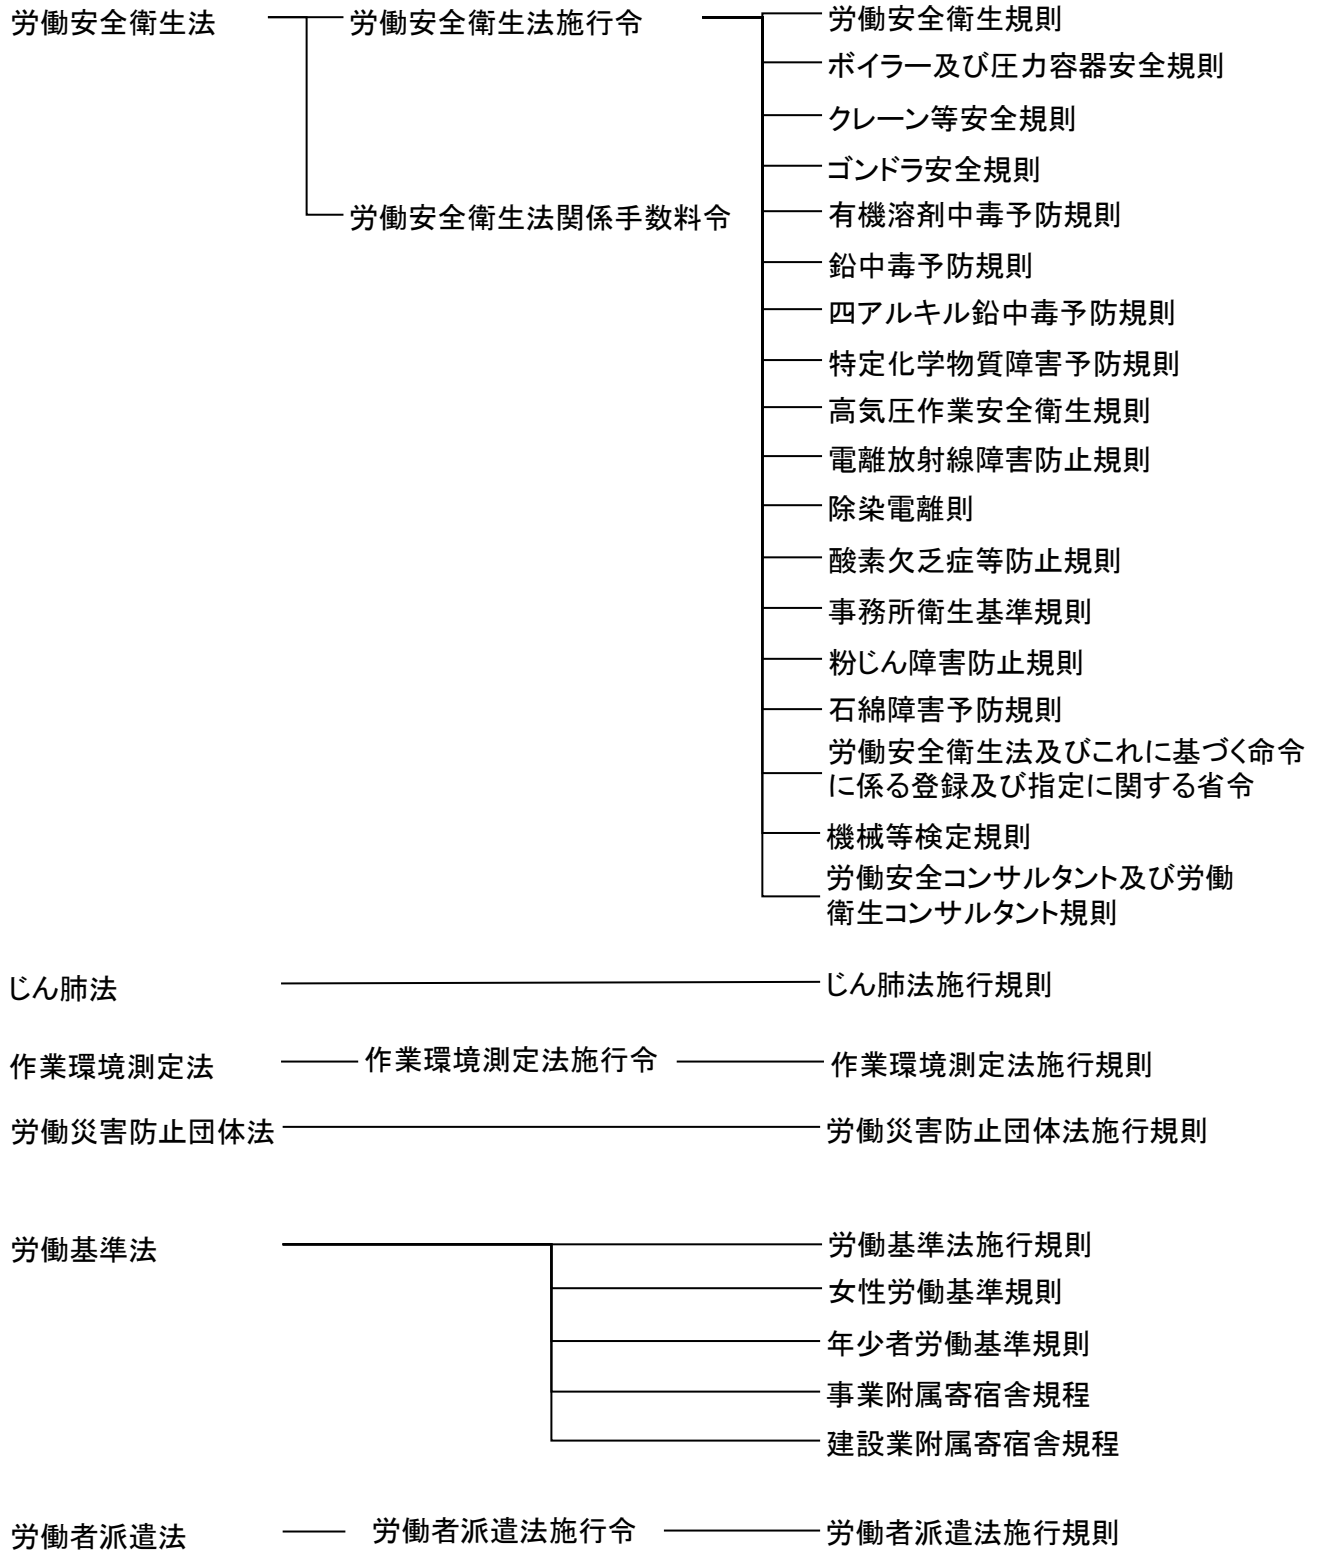 労働安全衛生法
労働安全衛生法施行令
労働安全衛生法関係手数料令
労働安全衛生規則
ボイラー及び圧力容器安全規則
クレーン等安全規則
ゴンドラ安全規則
有機溶剤中毒予防規則
鉛中毒予防規則
四アルキル鉛中毒予防規則
特定化学物質障害予防規則
高気圧作業安全衛生規則
電離放射線障害防止規則
除染電離則
酸素欠乏症等防止規則
事務所衛生基準規則
粉じん障害防止規則
石綿障害予防規則
労働安全衛生法及びこれに基づく命令
に係る登録及び指定に関する省令
機械等検定規則
労働安全コンサルタント及び労働
衛生コンサルタント規則
じん肺法
じん肺法施行規則
作業環境測定法
作業環境測定法施行令
作業環境測定法施行規則
労働災害防止団体法
労働災害防止団体法施行規則
労働基準法
労働基準法施行規則
女性労働基準規則
年少者労働基準規則
事業附属寄宿舎規程
建設業附属寄宿舎規程
労働者派遣法
労働者派遣法施行令
労働者派遣法施行規則